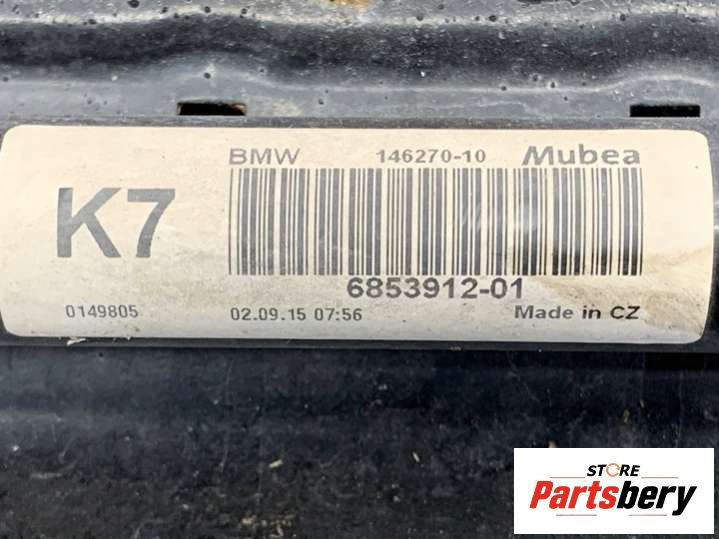 BMW 146270-10 Mubea
K7
6853912-01
0149805 02.09.15 07:56 Made in CZ
STORE
Partsbery